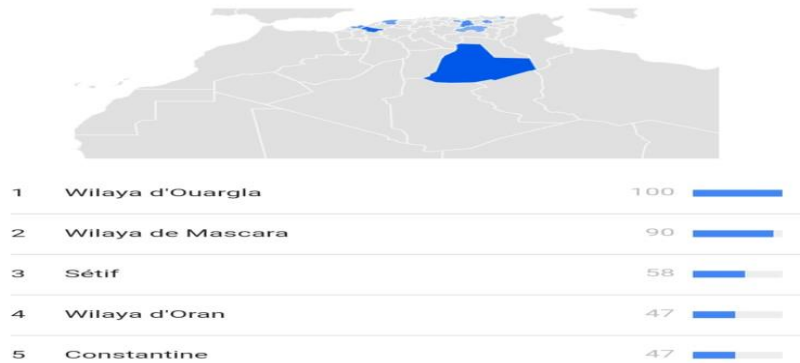 1 Wilaya d'Ouargla 100
2 Wilaya de Mascara 90
3 Sétif 58
4 Wilaya d'Oran 47
5 Constantine 47